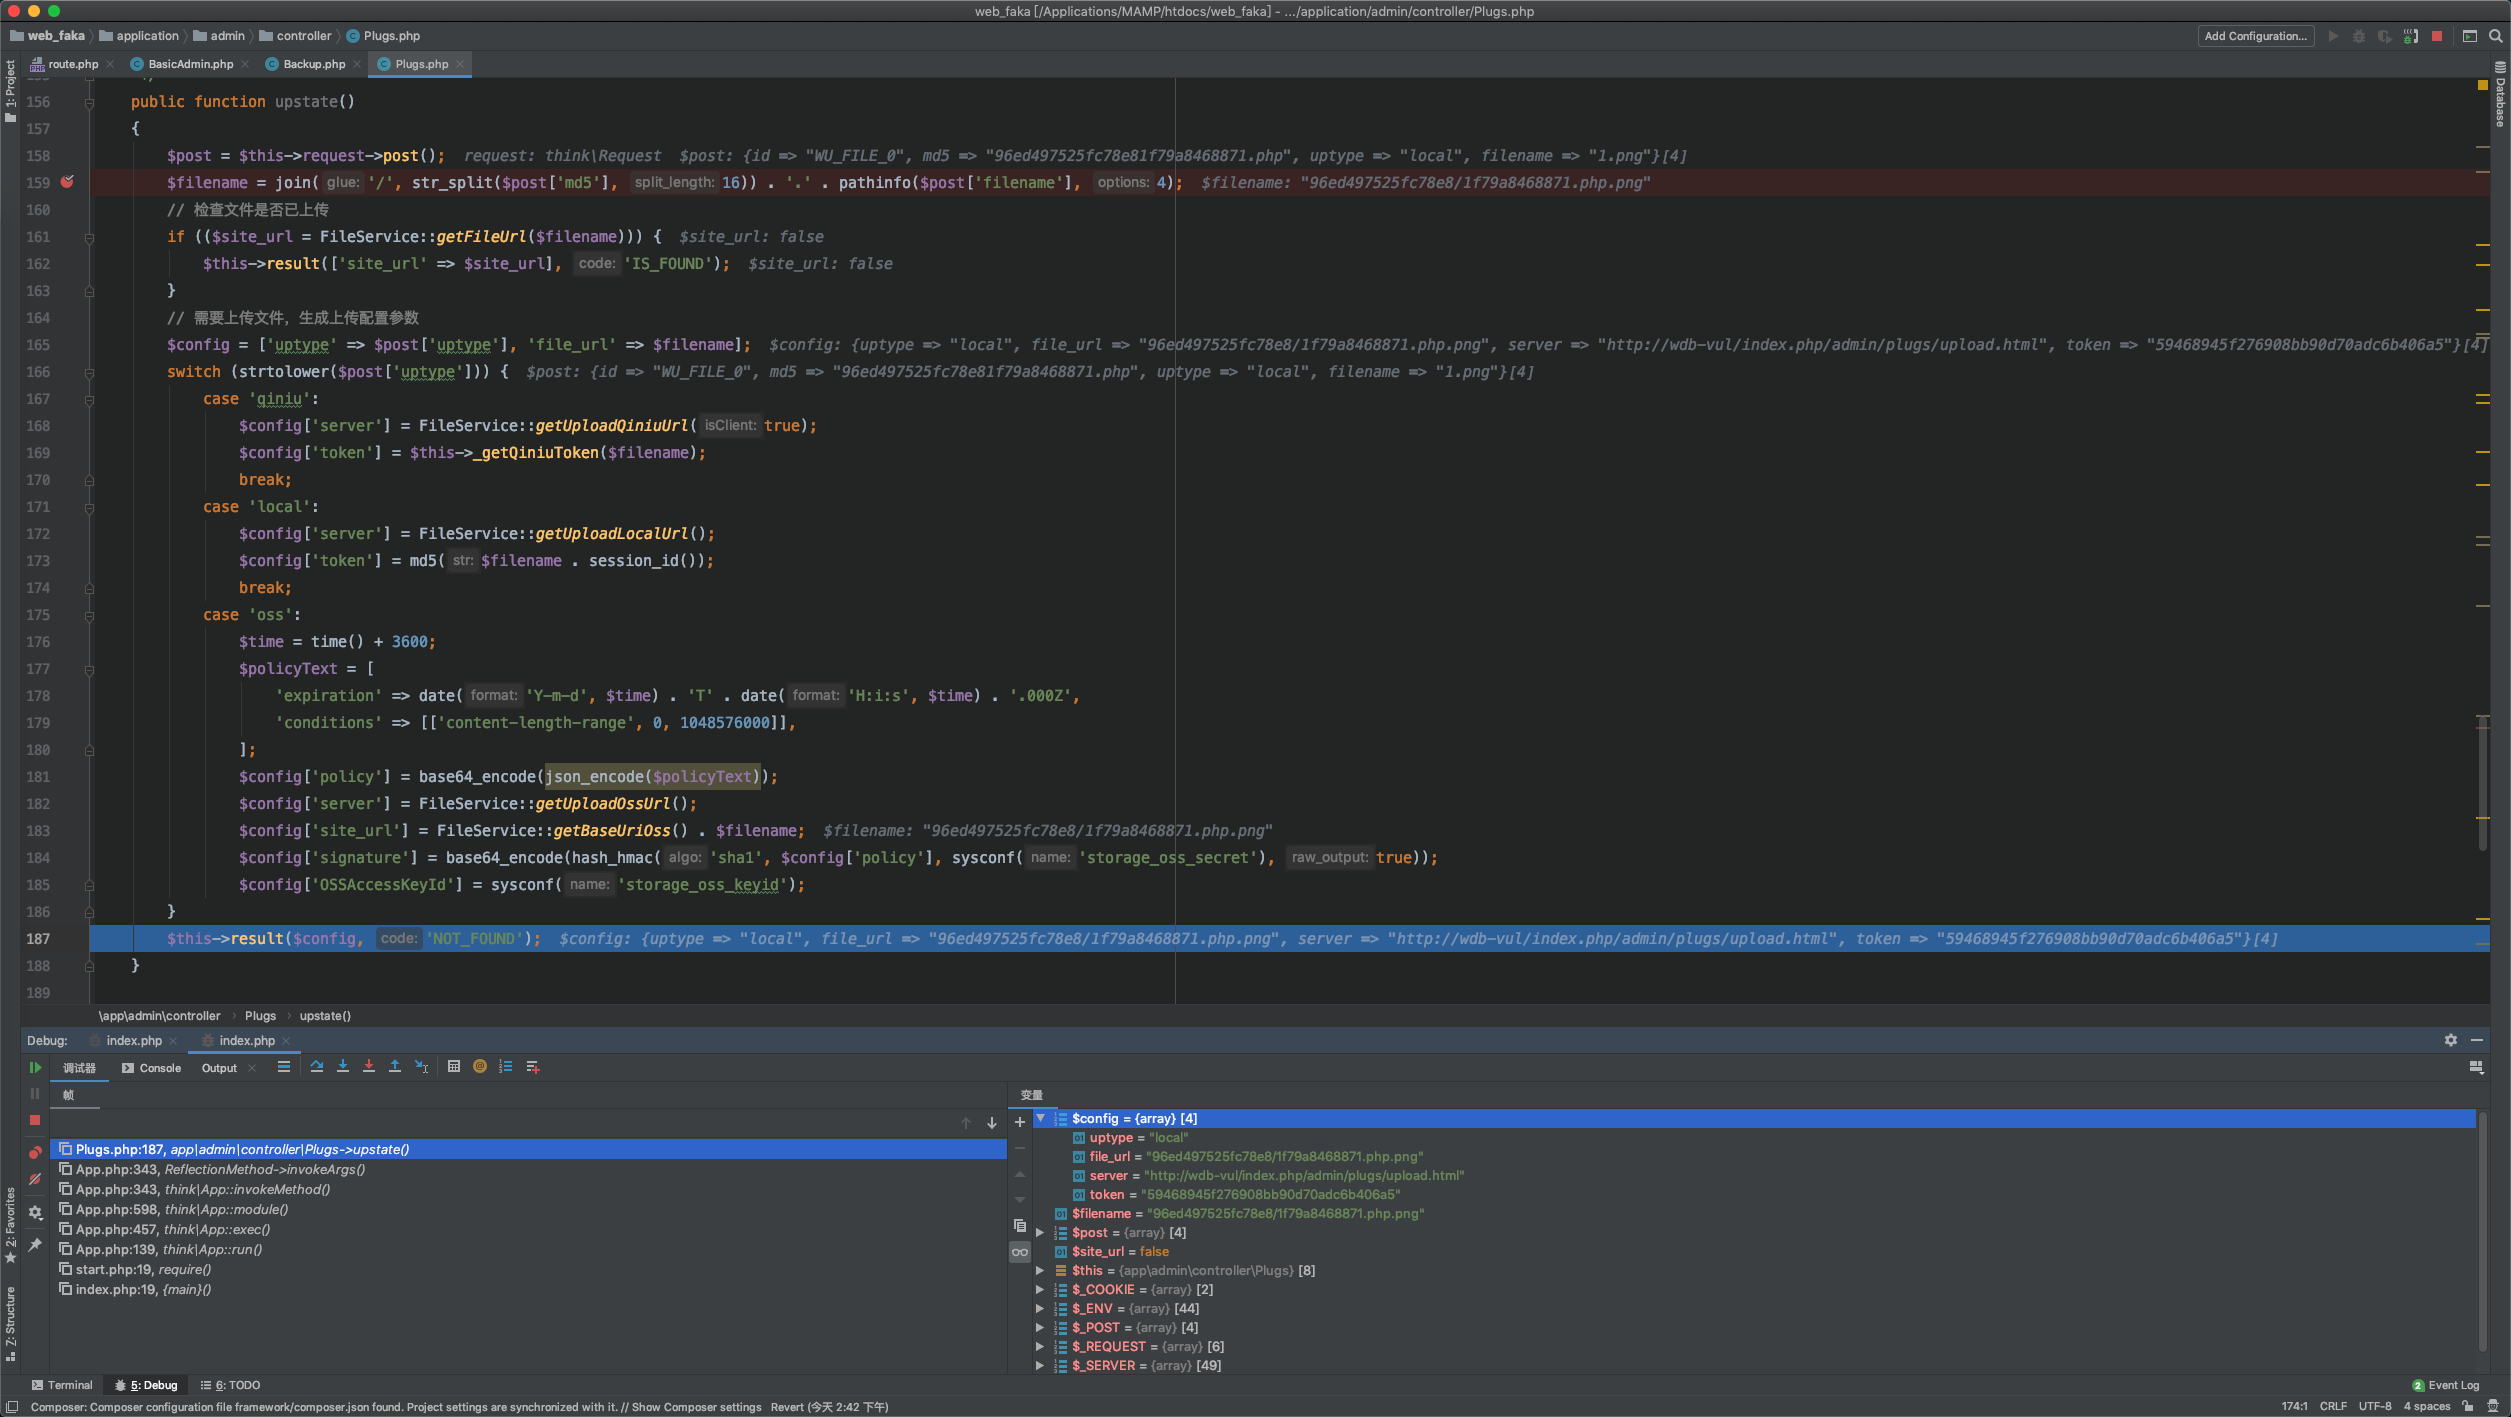 web_faka [/Applications/MAMP/htdocs/web_faka] - .../application/admin/controller/Plugs.php
web_faka application admin controller Plugs.php Add Configuration...
route.php BasicAdmin.php Backup.php Plugs.php
1: Project
Database
156 public function upstate()
157 {
158 $post = $this->request->post(); request: think\Request $post: {id => "WU_FILE_0", md5 => "96ed497525fc78e81f79a8468871.php", uptype => "local", filename => "1.png"}[4]
159 $filename = join( glue: '/', str_split($post['md5'], split_length: 16)) . '.' . pathinfo($post['filename'], options: 4); $filename: "96ed497525fc78e8/1f79a8468871.php.png"
160 // 检查文件是否已上传
161 if (($site_url = FileService::getFileUrl($filename))) { $site_url: false
162 $this->result(['site_url' => $site_url], code: 'IS_FOUND'); $site_url: false
163 }
164 // 需要上传文件，生成上传配置参数
165 $config = ['uptype' => $post['uptype'], 'file_url' => $filename]; $config: {uptype => "local", file_url => "96ed497525fc78e8/1f79a8468871.php.png", server => "http://wdb-vul/index.php/admin/plugs/upload.html", token => "59468945f276908bb90d70adc6b406a5"}[4]
166 switch (strtolower($post['uptype'])) { $post: {id => "WU_FILE_0", md5 => "96ed497525fc78e81f79a8468871.php", uptype => "local", filename => "1.png"}[4]
167 case 'qiniu':
168 $config['server'] = FileService::getUploadQiniuUrl( isClient: true);
169 $config['token'] = $this->_getQiniuToken($filename);
170 break;
171 case 'local':
172 $config['server'] = FileService::getUploadLocalUrl();
173 $config['token'] = md5( str: $filename . session_id());
174 break;
175 case 'oss':
176 $time = time() + 3600;
177 $policyText = [
178 'expiration' => date( format: 'Y-m-d', $time) . 'T' . date( format: 'H:i:s', $time) . '.000Z',
179 'conditions' => [['content-length-range', 0, 1048576000]],
180 ];
181 $config['policy'] = base64_encode(json_encode($policyText));
182 $config['server'] = FileService::getUploadOssUrl();
183 $config['site_url'] = FileService::getBaseUriOss() . $filename; $filename: "96ed497525fc78e8/1f79a8468871.php.png"
184 $config['signature'] = base64_encode(hash_hmac( algo: 'sha1', $config['policy'], sysconf( name: 'storage_oss_secret'), raw_output: true));
185 $config['OSSAccessKeyId'] = sysconf( name: 'storage_oss_keyid');
186 }
187 $this->result($config, code: 'NOT_FOUND'); $config: {uptype => "local", file_url => "96ed497525fc78e8/1f79a8468871.php.png", server => "http://wdb-vul/index.php/admin/plugs/upload.html", token => "59468945f276908bb90d70adc6b406a5"}[4]
188 }
189
\app\admin\controller › Plugs › upstate()
Debug: index.php index.php
调试器 Console Output
帧
Plugs.php:187, app\admin\controller\Plugs->upstate()
App.php:343, ReflectionMethod->invokeArgs()
App.php:343, think\App::invokeMethod()
App.php:598, think\App::module()
App.php:457, think\App::exec()
App.php:139, think\App::run()
start.php:19, require()
index.php:19, {main}()
变量
$config = {array} [4]
uptype = "local"
file_url = "96ed497525fc78e8/1f79a8468871.php.png"
server = "http://wdb-vul/index.php/admin/plugs/upload.html"
token = "59468945f276908bb90d70adc6b406a5"
$filename = "96ed497525fc78e8/1f79a8468871.php.png"
$post = {array} [4]
$site_url = false
$this = {app\admin\controller\Plugs} [8]
$_COOKIE = {array} [2]
$_ENV = {array} [44]
$_POST = {array} [4]
$_REQUEST = {array} [6]
$_SERVER = {array} [49]
2: Favorites
Z: Structure
Terminal 5: Debug 6: TODO 2 Event Log
Composer: Composer configuration file framework/composer.json found. Project settings are synchronized with it. // Show Composer settings Revert (今天 2:42 下午) 174:1 CRLF UTF-8 4 spaces